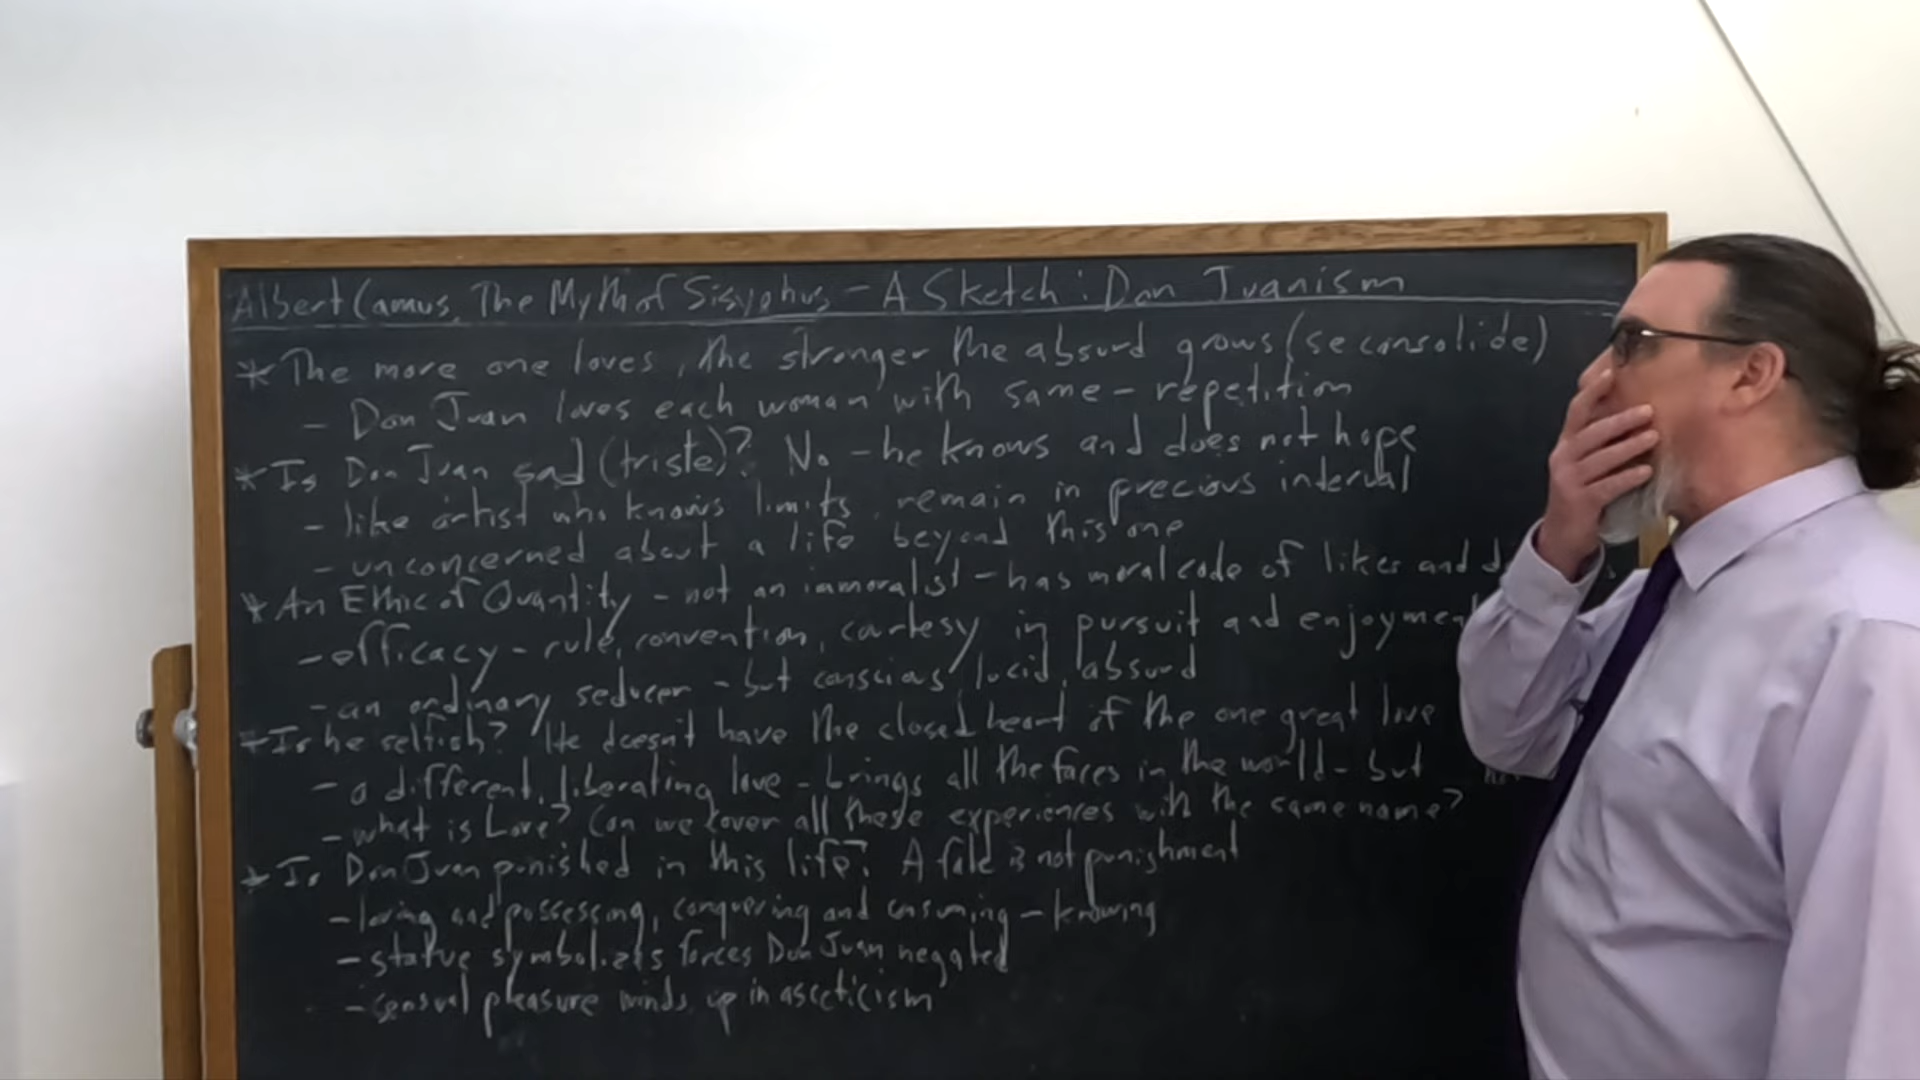 Albert Camus, The Myth of Sisyphus - A Sketch: Don Juanism
* The more one loves, the stronger the absurd grows (se consolide)
- Don Juan loves each woman with same - repetition
* Is Don Juan sad (triste)? No - he knows and does not hope
- like artist who knows limits, remain in precious interval
- unconcerned about a life beyond this one
* An Ethic of Quantity - not an immoralist - has moral code of likes and
- efficacy - rule, convention, courtesy in pursuit and enjoyment
- an ordinary seducer - but conscious, lucid, absurd
- Is he selfish? He doesn't have the closed heart of the one great love
- a different, liberating love - brings all the faces in the world - but
- what is Love? Can we cover all these experiences with the same name?
* Is Don Juan punished in this life? A fate is not punishment
- loving and possessing, conquering and consuming - knowing
- statue symbolizes forces Don Juan negated
- sensual pleasure winds up in asceticism